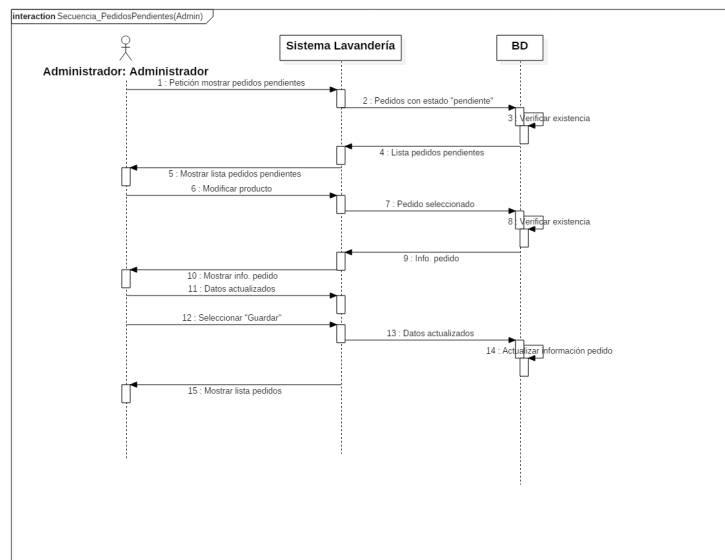 interaction Secuencia_PedidosPendientes(Admin)
Sistema Lavandería
BD
Administrador: Administrador
1 : Petición mostrar pedidos pendientes
2 : Pedidos con estado "pendiente"
3 : Verificar existencia
4 : Lista pedidos pendientes
5 : Mostrar lista pedidos pendientes
6 : Modificar producto
7 : Pedido seleccionado
8 : Verificar existencia
9 : Info. pedido
10 : Mostrar info. pedido
11 : Datos actualizados
12 : Seleccionar "Guardar"
13 : Datos actualizados
14 : Actualizar información pedido
15 : Mostrar lista pedidos